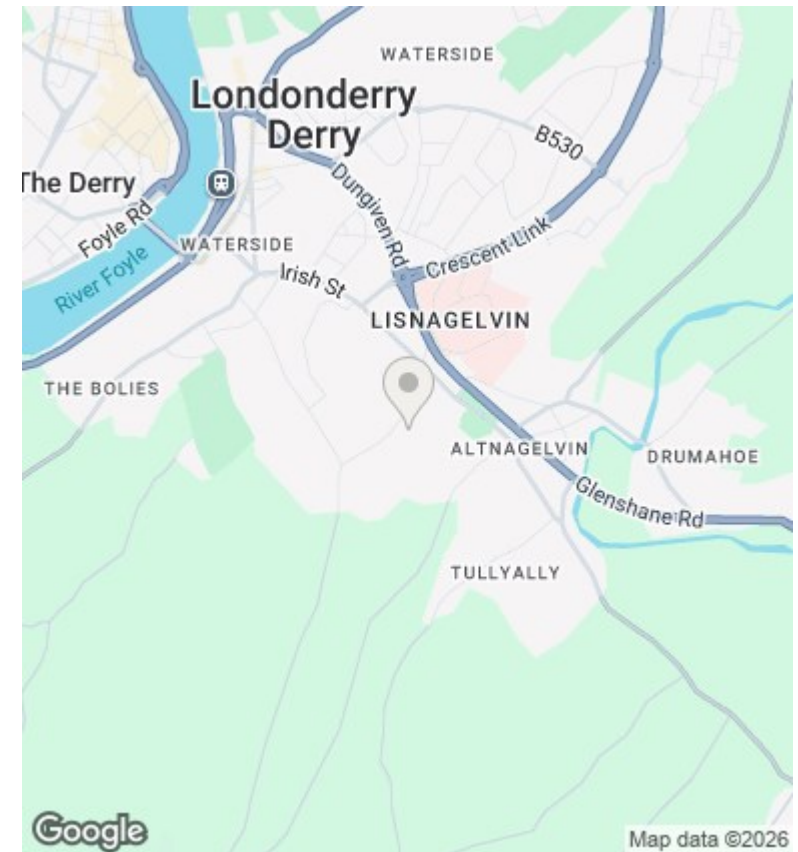 WATERSIDE
Londonderry
Derry
B530
The Derry
Dungiven Rd
Foyle Rd
WATERSIDE
Crescent Link
River Foyle
Irish St
LISNAGELVIN
THE BOLIES
ALTNAGELVIN
DRUMAHOE
Glenshane Rd
TULLYALLY
Google
Map data ©2026